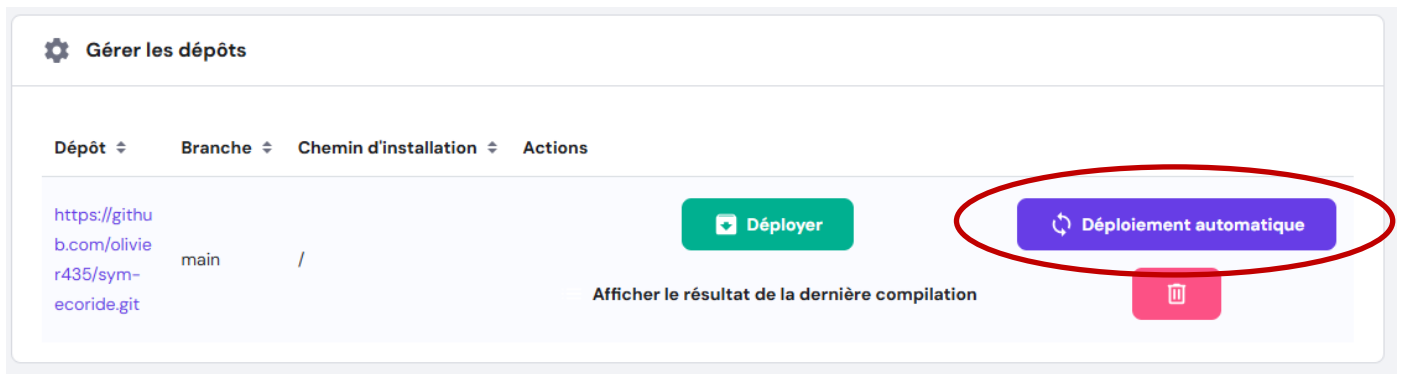 Gérer les dépôts
Dépôt Branche Chemin d'installation Actions
https://githu
b.com/olivie
r435/sym-
ecoride.git
main /
Déployer Déploiement automatique
Afficher le résultat de la dernière compilation